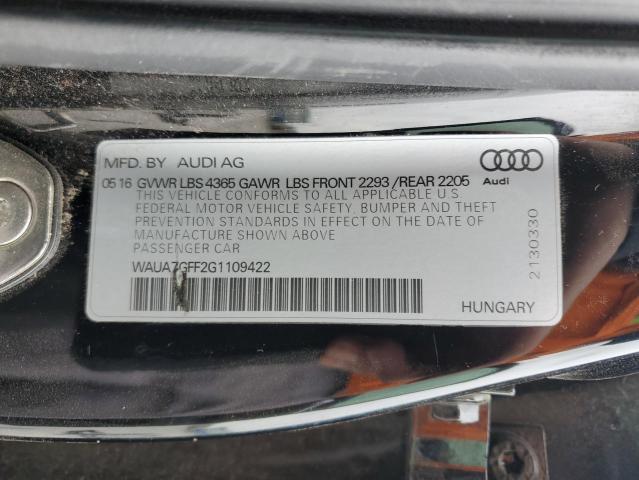 MFD. BY AUDI AG
05 16 GVWR LBS 4365 GAWR LBS FRONT 2293 / REAR 2205
THIS VEHICLE CONFORMS TO ALL APPLICABLE U.S
FEDERAL MOTOR VEHICLE SAFETY, BUMPER AND THEFT
PREVENTION STANDARDS IN EFFECT ON THE DATE OF
MANUFACTURE SHOWN ABOVE
PASSENGER CAR
WAUA7GFF2G1109422
Audi
2130330
HUNGARY